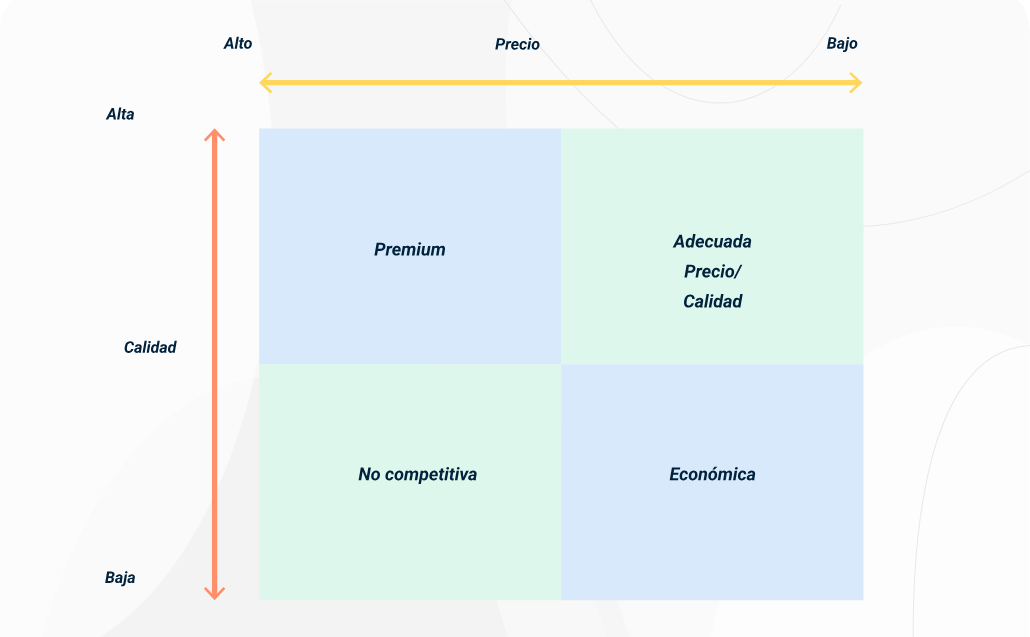 Alto
Precio
Bajo
Alta
Premium
Adecuada
Precio/
Calidad
Calidad
No competitiva
Económica
Baja